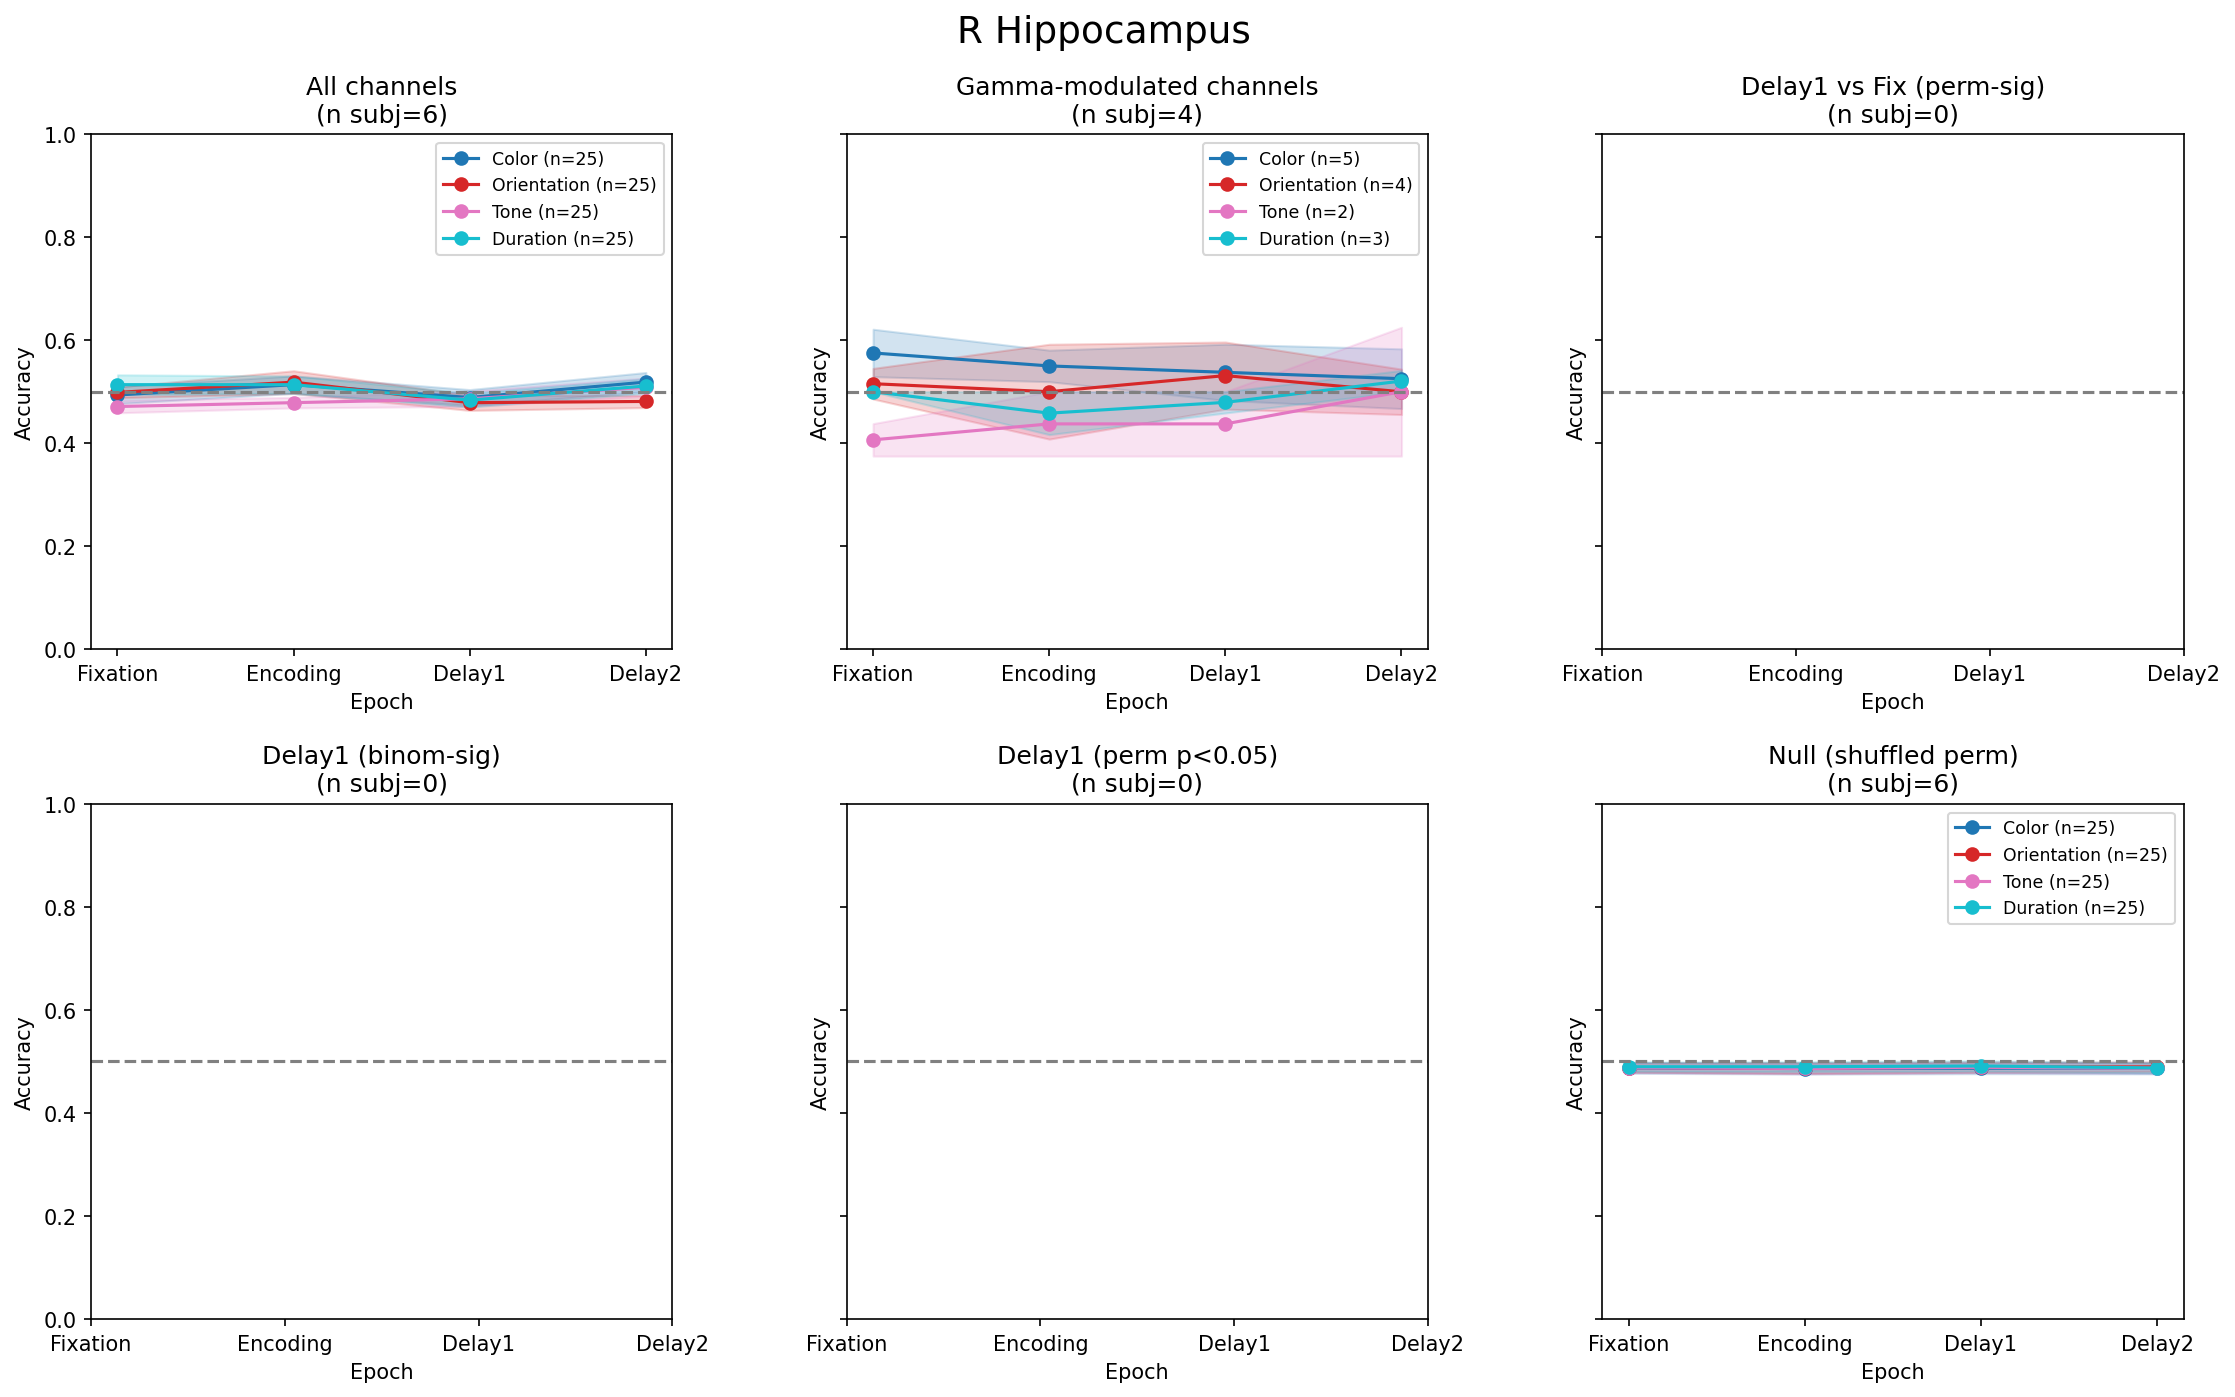 R Hippocampus
All channels
(n subj=6)
1.0
0.8
0.6
0.4
0.2
0.0
Accuracy
Color (n=25)
Orientation (n=25)
Tone (n=25)
Duration (n=25)
Fixation Encoding Delay1 Delay2
Epoch
Gamma-modulated channels
(n subj=4)
Accuracy
Color (n=5)
Orientation (n=4)
Tone (n=2)
Duration (n=3)
Fixation Encoding Delay1 Delay2
Epoch
Delay1 vs Fix (perm-sig)
(n subj=0)
Accuracy
Fixation Encoding Delay1 Delay2
Epoch
Delay1 (binom-sig)
(n subj=0)
1.0
0.8
0.6
0.4
0.2
0.0
Accuracy
Fixation Encoding Delay1 Delay2
Epoch
Delay1 (perm p<0.05)
(n subj=0)
Accuracy
Fixation Encoding Delay1 Delay2
Epoch
Null (shuffled perm)
(n subj=6)
Accuracy
Color (n=25)
Orientation (n=25)
Tone (n=25)
Duration (n=25)
Fixation Encoding Delay1 Delay2
Epoch